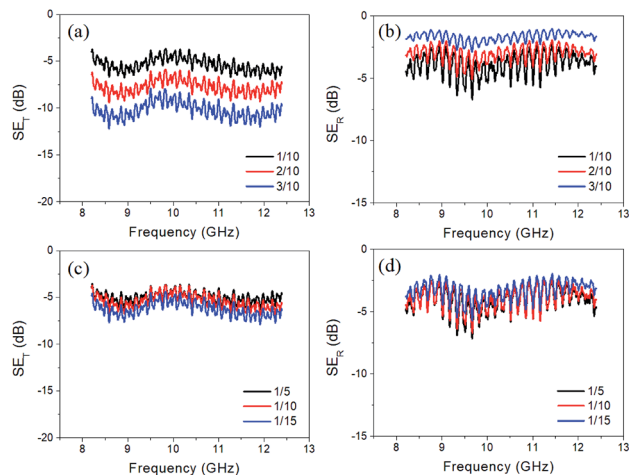 (a)
SE_T (dB)
0
-5
-10
-15
-20
1/10
2/10
3/10
8 9 10 11 12 13
Frequency (GHz)
(b)
SE_R (dB)
0
-5
-10
-15
1/10
2/10
3/10
8 9 10 11 12 13
Frequency (GHz)
(c)
SE_T (dB)
0
-5
-10
-15
-20
1/5
1/10
1/15
8 9 10 11 12 13
Frequency (GHz)
(d)
SE_R (dB)
0
-5
-10
-15
1/5
1/10
1/15
8 9 10 11 12 13
Frequency (GHz)